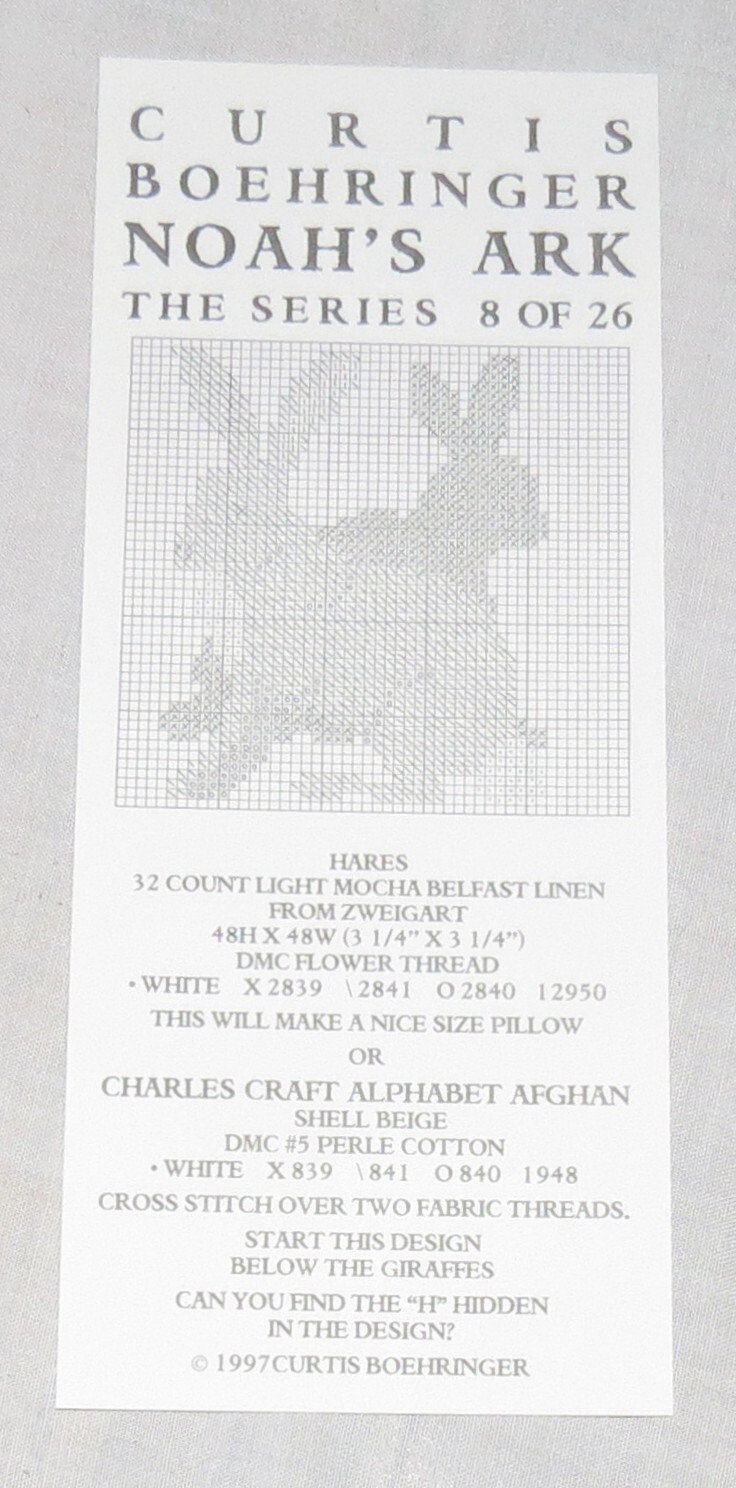 CURTIS
BOEHRINGER
NOAH'S ARK
THE SERIES 8 OF 26
HARES
32 COUNT LIGHT MOCHA BELFAST LINEN
FROM ZWEIGART
48H X 48W (3 1/4" X 3 1/4")
DMC FLOWER THREAD
• WHITE X 2839 \ 2841 O 2840 12950
THIS WILL MAKE A NICE SIZE PILLOW
OR
CHARLES CRAFT ALPHABET AFGHAN
SHELL BEIGE
DMC #5 PERLE COTTON
• WHITE X 839 \ 841 O 840 1948
CROSS STITCH OVER TWO FABRIC THREADS.
START THIS DESIGN
BELOW THE GIRAFFES
CAN YOU FIND THE "H" HIDDEN
IN THE DESIGN?
© 1997 CURTIS BOEHRINGER